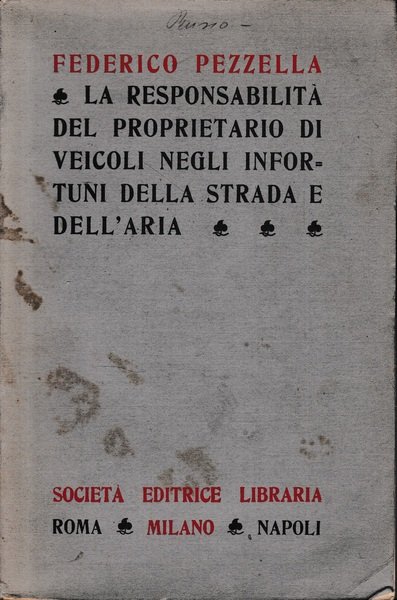 FEDERICO PEZZELLA
LA RESPONSABILITÀ
DEL PROPRIETARIO DI
VEICOLI NEGLI INFOR=
TUNI DELLA STRADA E
DELL'ARIA
SOCIETÀ EDITRICE LIBRARIA
ROMA MILANO NAPOLI